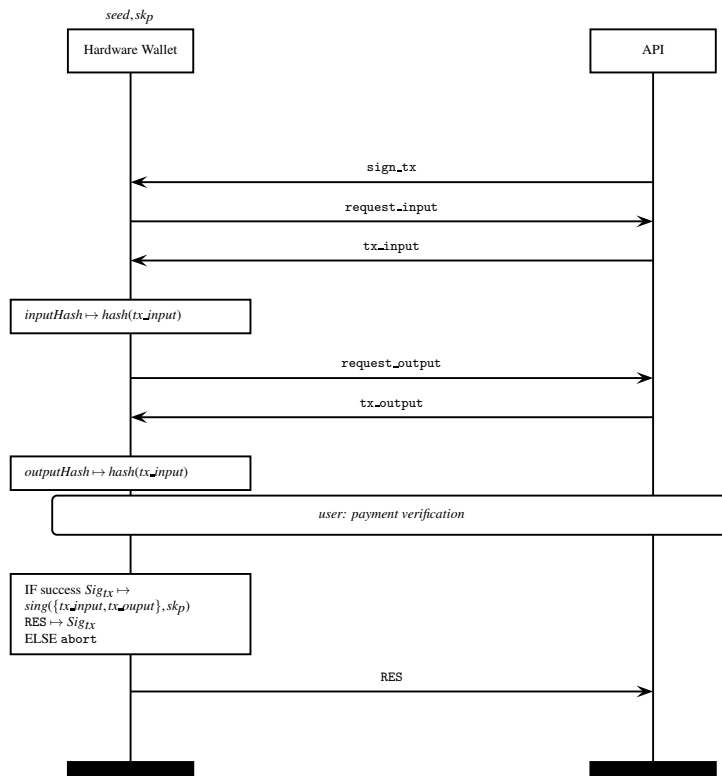 seed, sk_p
Hardware Wallet
API
sign_tx
request_input
tx_input
inputHash ↦ hash(tx_input)
request_output
tx_output
outputHash ↦ hash(tx_input)
user: payment verification
IF success Sig_tx ↦
sing({tx_input,tx_ouput},sk_p)
RES ↦ Sig_tx
ELSE abort
RES